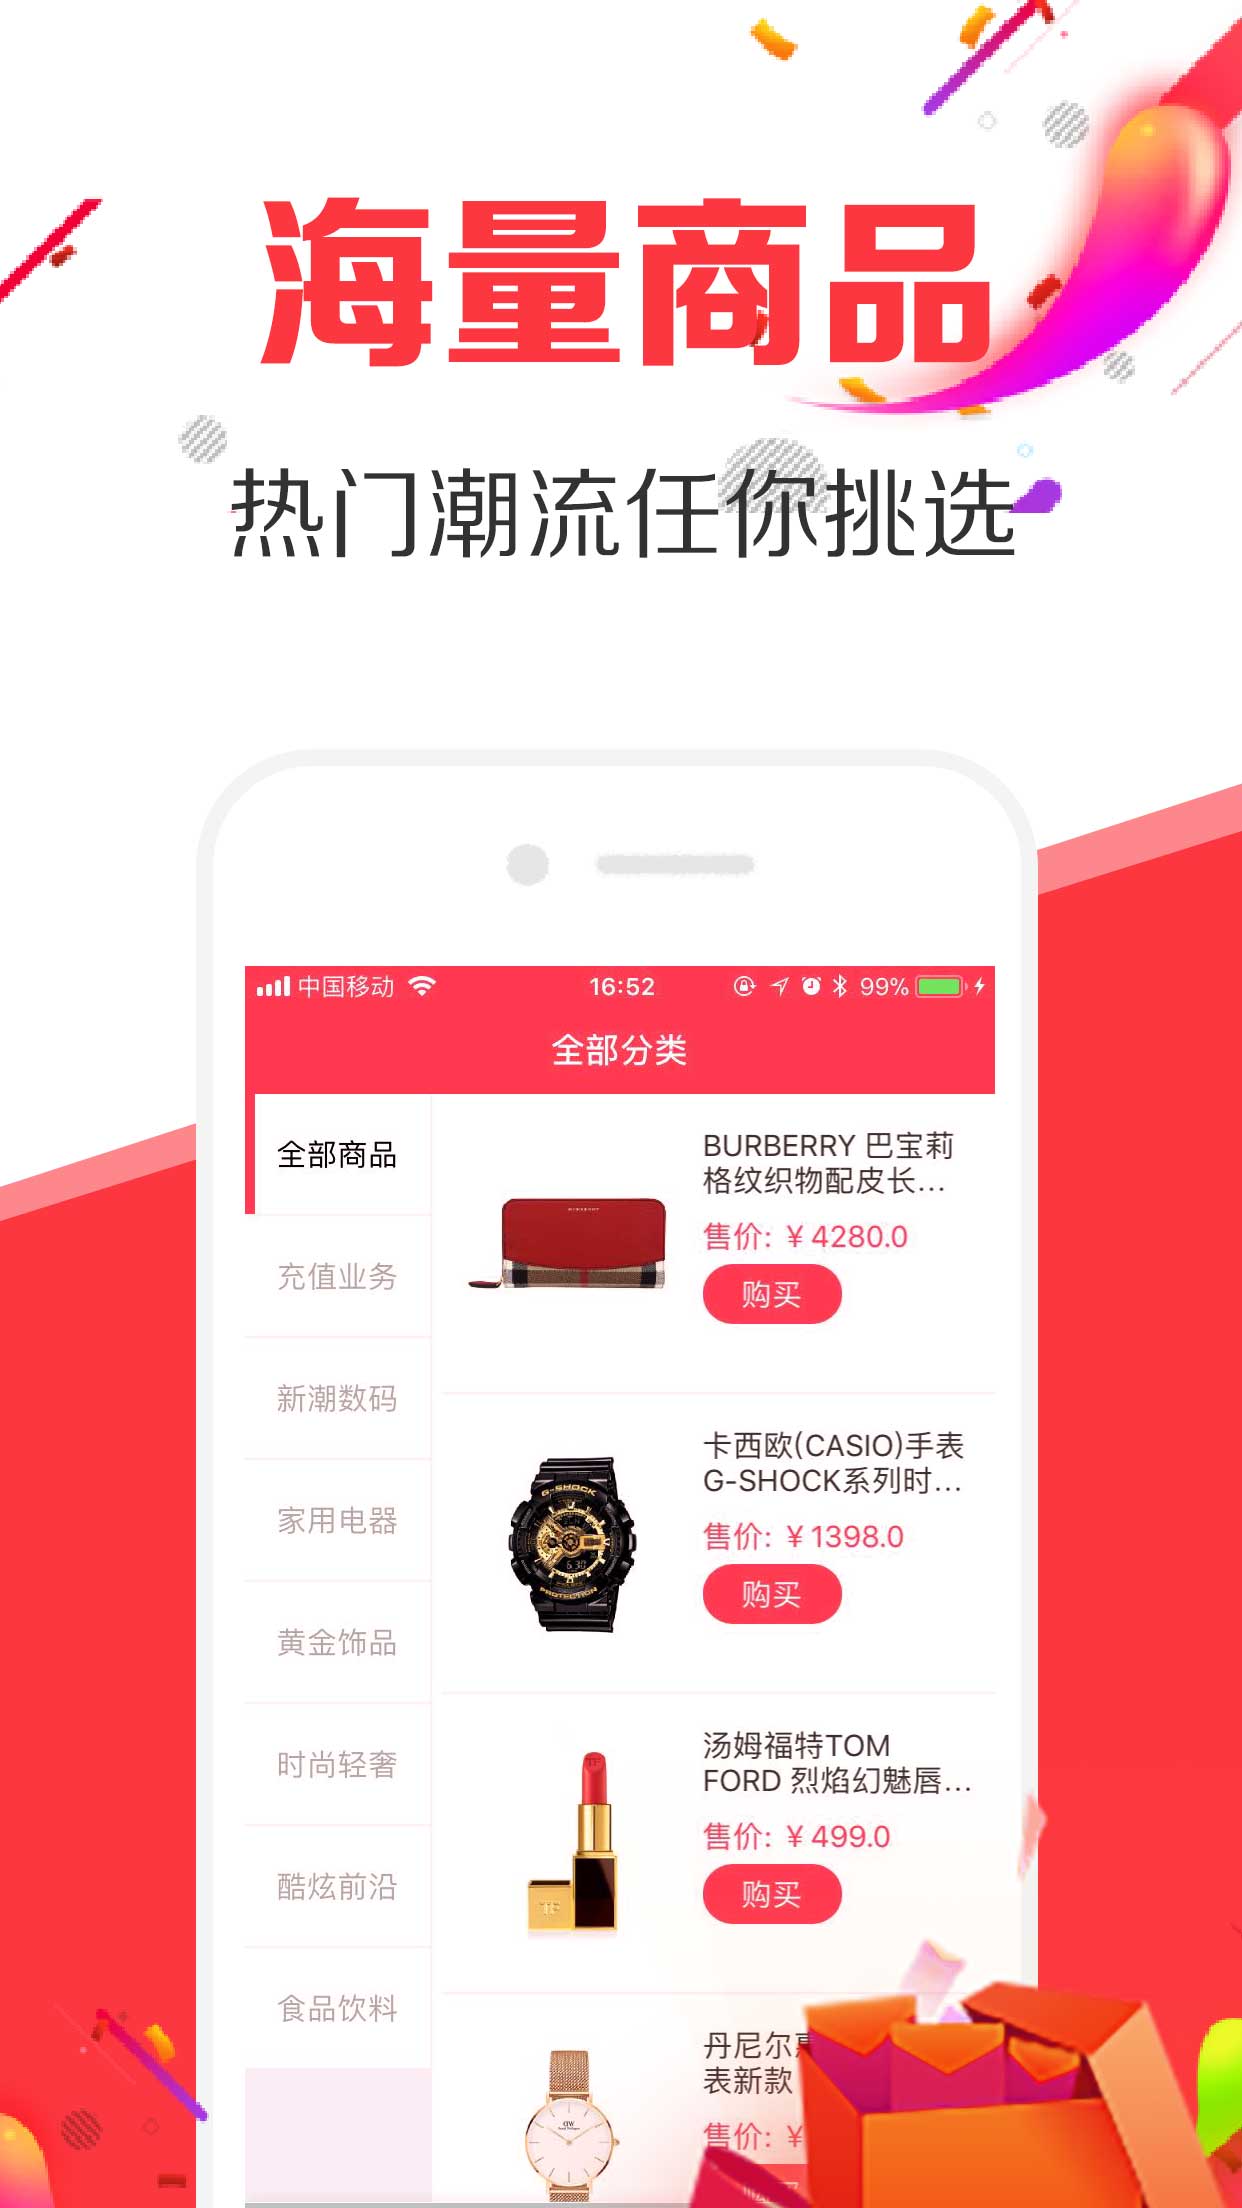 海量商品
热门潮流任你挑选
中国移动 16:52 99%
全部分类
全部商品
充值业务
新潮数码
家用电器
黄金饰品
时尚轻奢
酷炫前沿
食品饮料
BURBERRY 巴宝莉
格纹织物配皮长...
售价: ¥4280.0
购买
G-SHOCK
PROTECTION
卡西欧(CASIO)手表
G-SHOCK系列时...
售价: ¥1398.0
购买
TF
汤姆福特TOM
FORD 烈焰幻魅唇...
售价: ¥499.0
购买
DW
丹尼尔
表新款
售价: ¥